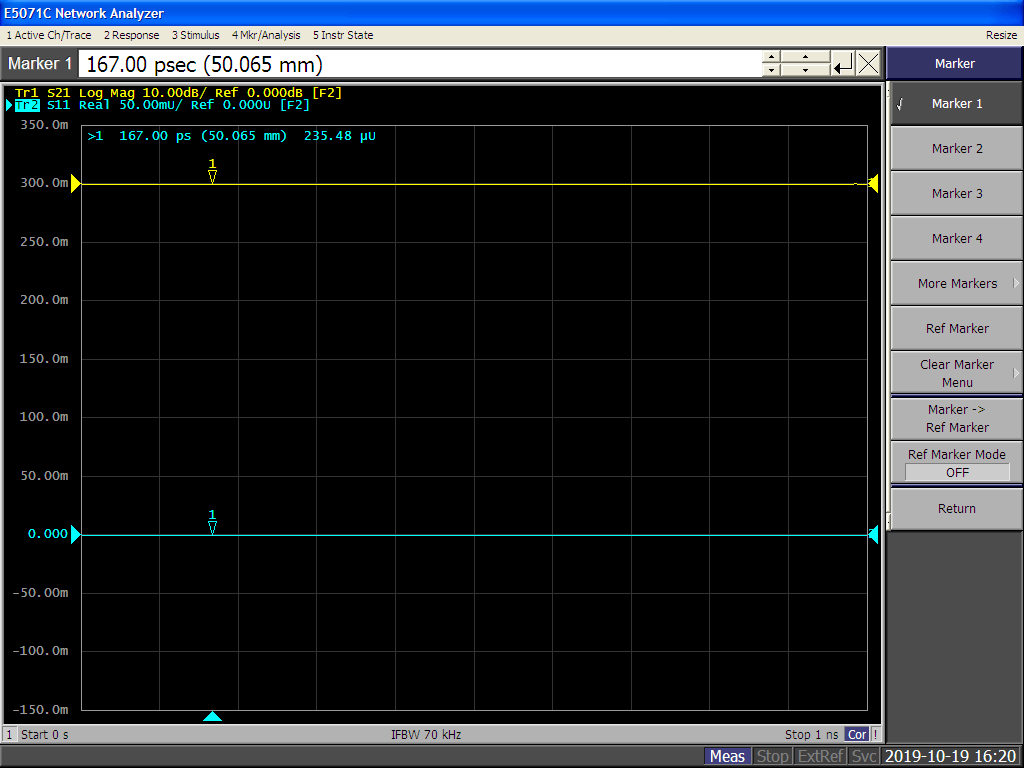 E5071C Network Analyzer
1 Active Ch/Trace 2 Response 3 Stimulus 4 Mkr/Analysis 5 Instr State Resize
Marker 1 167.00 psec (50.065 mm)
Tr1 S21 Log Mag 10.00dB/ Ref 0.000dB [F2]
Tr2 S11 Real 50.00mU/ Ref 0.000U [F2]
350.0m
>1 167.00 ps (50.065 mm) 235.48 µU
1
300.0m
250.0m
200.0m
150.0m
100.0m
50.00m
1
0.000
-50.00m
-100.0m
-150.0m
1 Start 0 s IFBW 70 kHz Stop 1 ns Cor !
Marker
√ Marker 1
Marker 2
Marker 3
Marker 4
More Markers
Ref Marker
Clear Marker
Menu
Marker ->
Ref Marker
Ref Marker Mode
OFF
Return
Meas Stop ExtRef Svc 2019-10-19 16:20